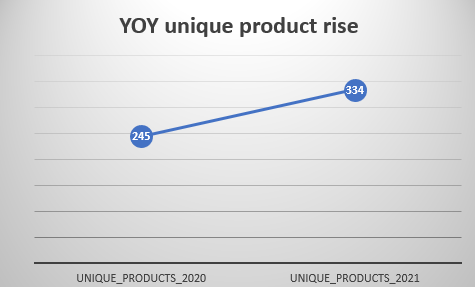 YOY unique product rise
334
245
UNIQUE_PRODUCTS_2020 UNIQUE_PRODUCTS_2021